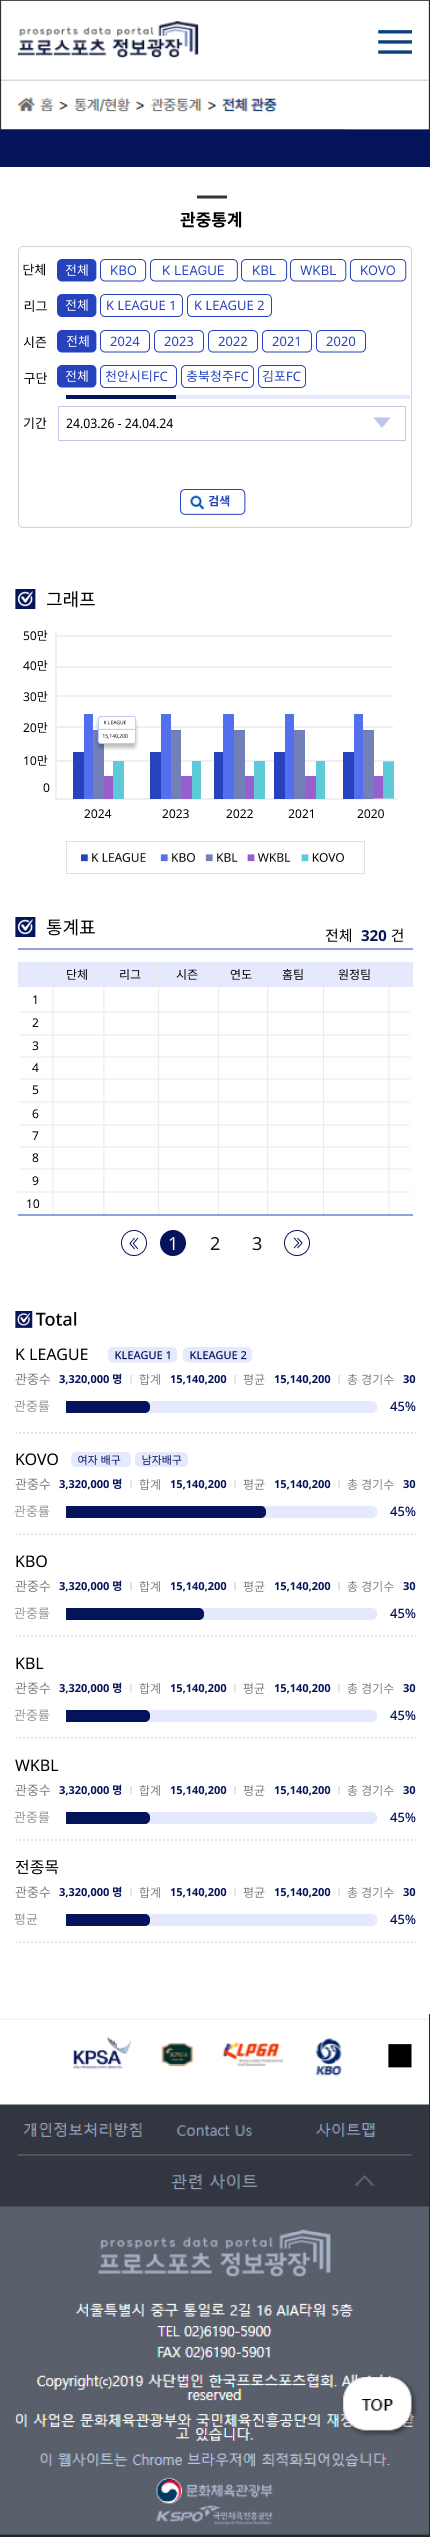 prosports data portal
프로스포츠 정보광장
홈 > 통계/현황 > 관중통계 > 전체 관중
관중통계
단체 전체 KBO K LEAGUE KBL WKBL KOVO
리그 전체 K LEAGUE 1 K LEAGUE 2
시즌 전체 2024 2023 2022 2021 2020
구단 전체 천안시티FC 충북청주FC 김포FC
기간 24.03.26 - 24.04.24
검색
그래프
50만
40만
30만
20만
10만
0
K LEAGUE
15,140,200
2024 2023 2022 2021 2020
K LEAGUE KBO KBL WKBL KOVO
통계표
전체 320 건
단체 리그 시즌 연도 홈팀 원정팀
1
2
3
4
5
6
7
8
9
10
1 2 3
Total
K LEAGUE KLEAGUE 1 KLEAGUE 2
관중수 3,320,000 명 합계 15,140,200 평균 15,140,200 총 경기수 30
관중률 45%
KOVO 여자 배구 남자배구
관중수 3,320,000 명 합계 15,140,200 평균 15,140,200 총 경기수 30
관중률 45%
KBO
관중수 3,320,000 명 합계 15,140,200 평균 15,140,200 총 경기수 30
관중률 45%
KBL
관중수 3,320,000 명 합계 15,140,200 평균 15,140,200 총 경기수 30
관중률 45%
WKBL
관중수 3,320,000 명 합계 15,140,200 평균 15,140,200 총 경기수 30
관중률 45%
전종목
관중수 3,320,000 명 합계 15,140,200 평균 15,140,200 총 경기수 30
평균 45%
KPSA KLPGA KBO
개인정보처리방침 Contact Us 사이트맵
관련 사이트
prosports data portal
프로스포츠 정보광장
서울특별시 중구 통일로 2길 16 AIA타워 5층
TEL 02)6190-5900
FAX 02)6190-5901
Copyright(c)2019 사단법인 한국프로스포츠협회. All
reserved
이 사업은 문화체육관광부와 국민체육진흥공단의
고 있습니다.
TOP
이 웹사이트는 Chrome 브라우저에 최적화되어있습니다.
문화체육관광부
KSPO 국민체육진흥공단